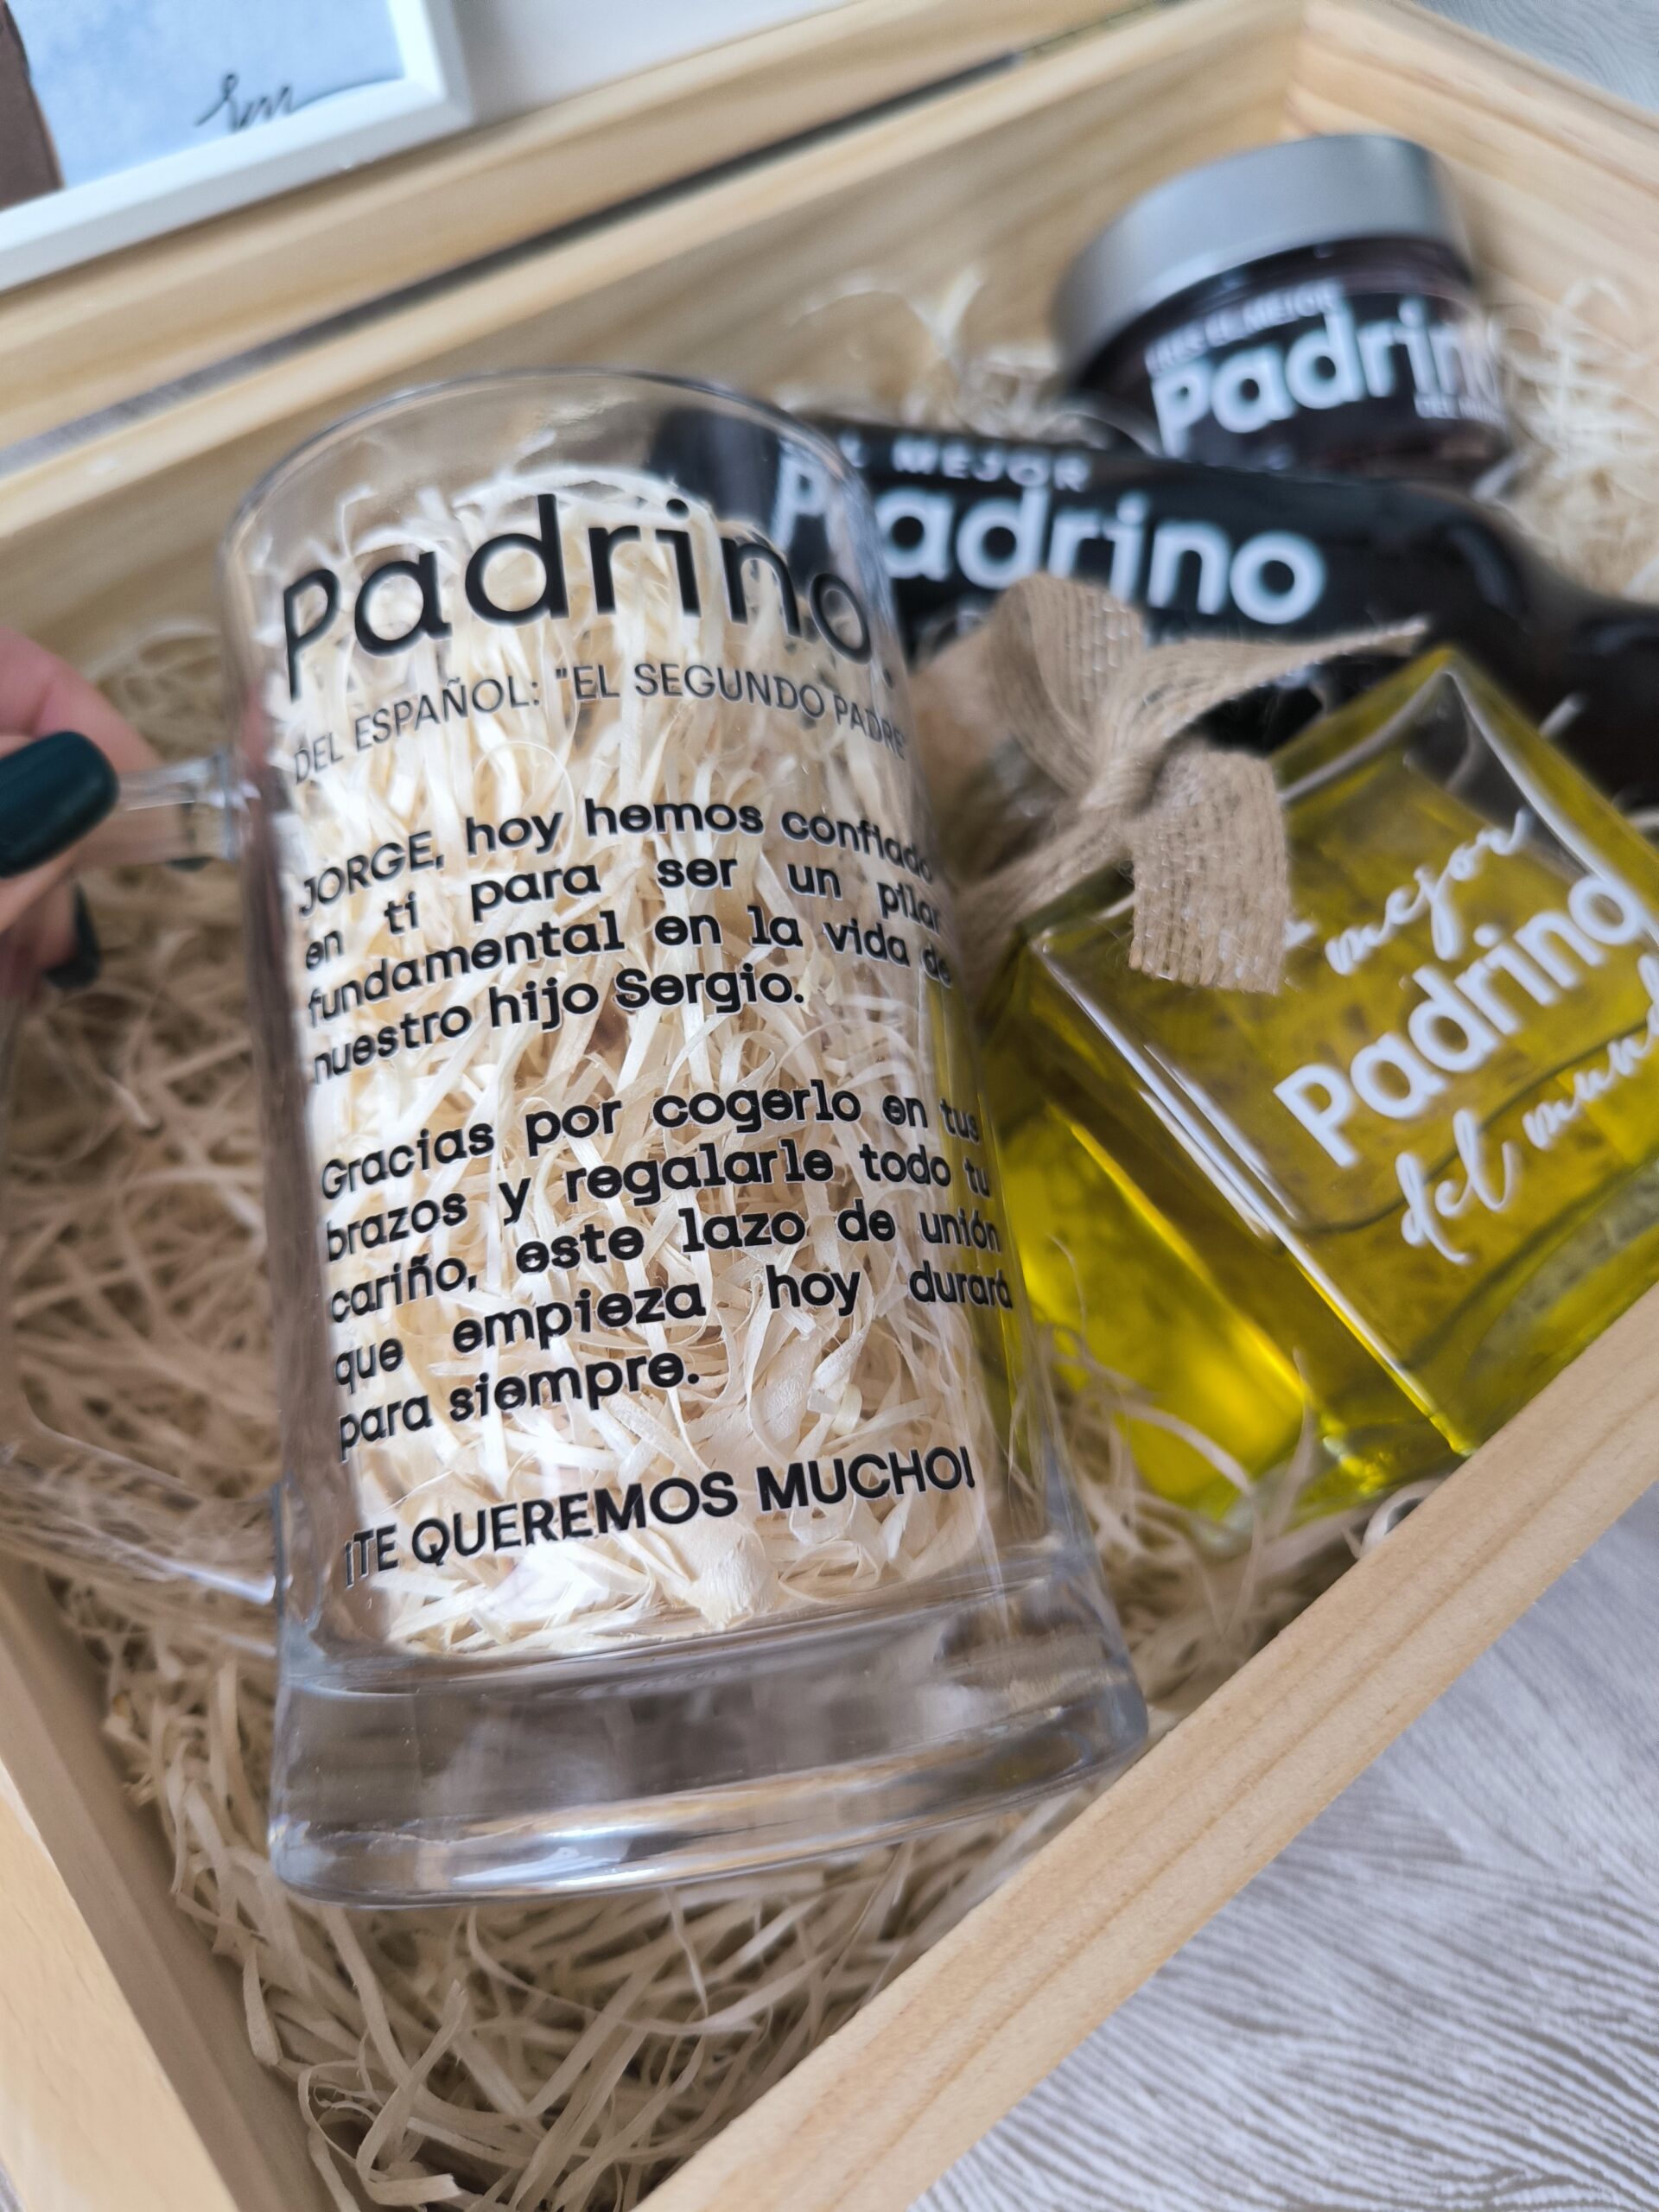 Padrino.
DEL ESPAÑOL: "EL SEGUNDO PADRE"
JORGE, hoy hemos confiado
en ti para ser un pilar
fundamental en la vida de
nuestro hijo Sergio.
Gracias por cogerlo en tus
brazos y regalarle todo tu
cariño, este lazo de unión
que empieza hoy durará
para siempre.
¡TE QUEREMOS MUCHO!
EL MEJOR
Padrino
EL MEJOR
Padrino
mejor
Padrino
del